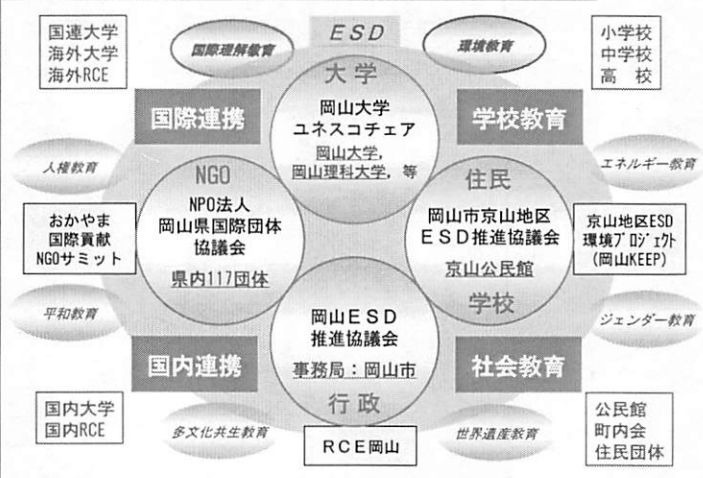 ESD
国連大学
海外大学
海外RCE
国際理解教育
環境教育
小学校
中学校
高 校
大学
岡山大学
ユネスコチェア
岡山大学,
岡山理科大学, 等
国際連携
学校教育
人権教育
エネルギー教育
NGO
NPO法人
岡山県国際団体
協議会
県内117団体
住民
岡山市京山地区
ESD推進協議会
京山公民館
学校
おかやま
国際貢献
NGOサミット
京山地区ESD
環境プロジェクト
(岡山KEEP)
平和教育
ジェンダー教育
岡山ESD
推進協議会
事務局:岡山市
行政
国内連携
社会教育
国内大学
国内RCE
多文化共生教育
RCE岡山
世界遺産教育
公民館
町内会
住民団体